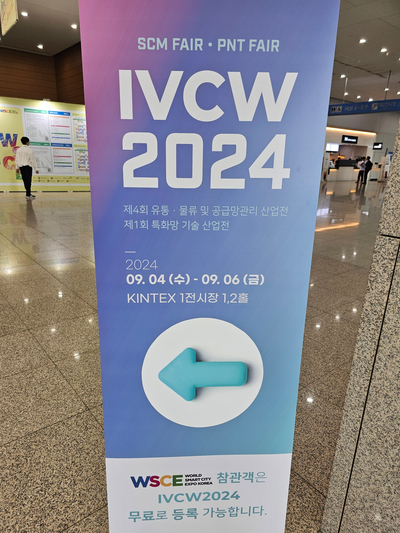 SCM FAIR • PNT FAIR
IVCW
2024
제4회 유통 · 물류 및 공급망관리 산업전
제1회 특화망 기술 산업전
2024
09. 04 (수) - 09. 06 (금)
KINTEX 1전시장 1,2홀
WSCE WORLD
SMART CITY
EXPO KOREA
참관객은
IVCW2024
무료로 등록 가능합니다.